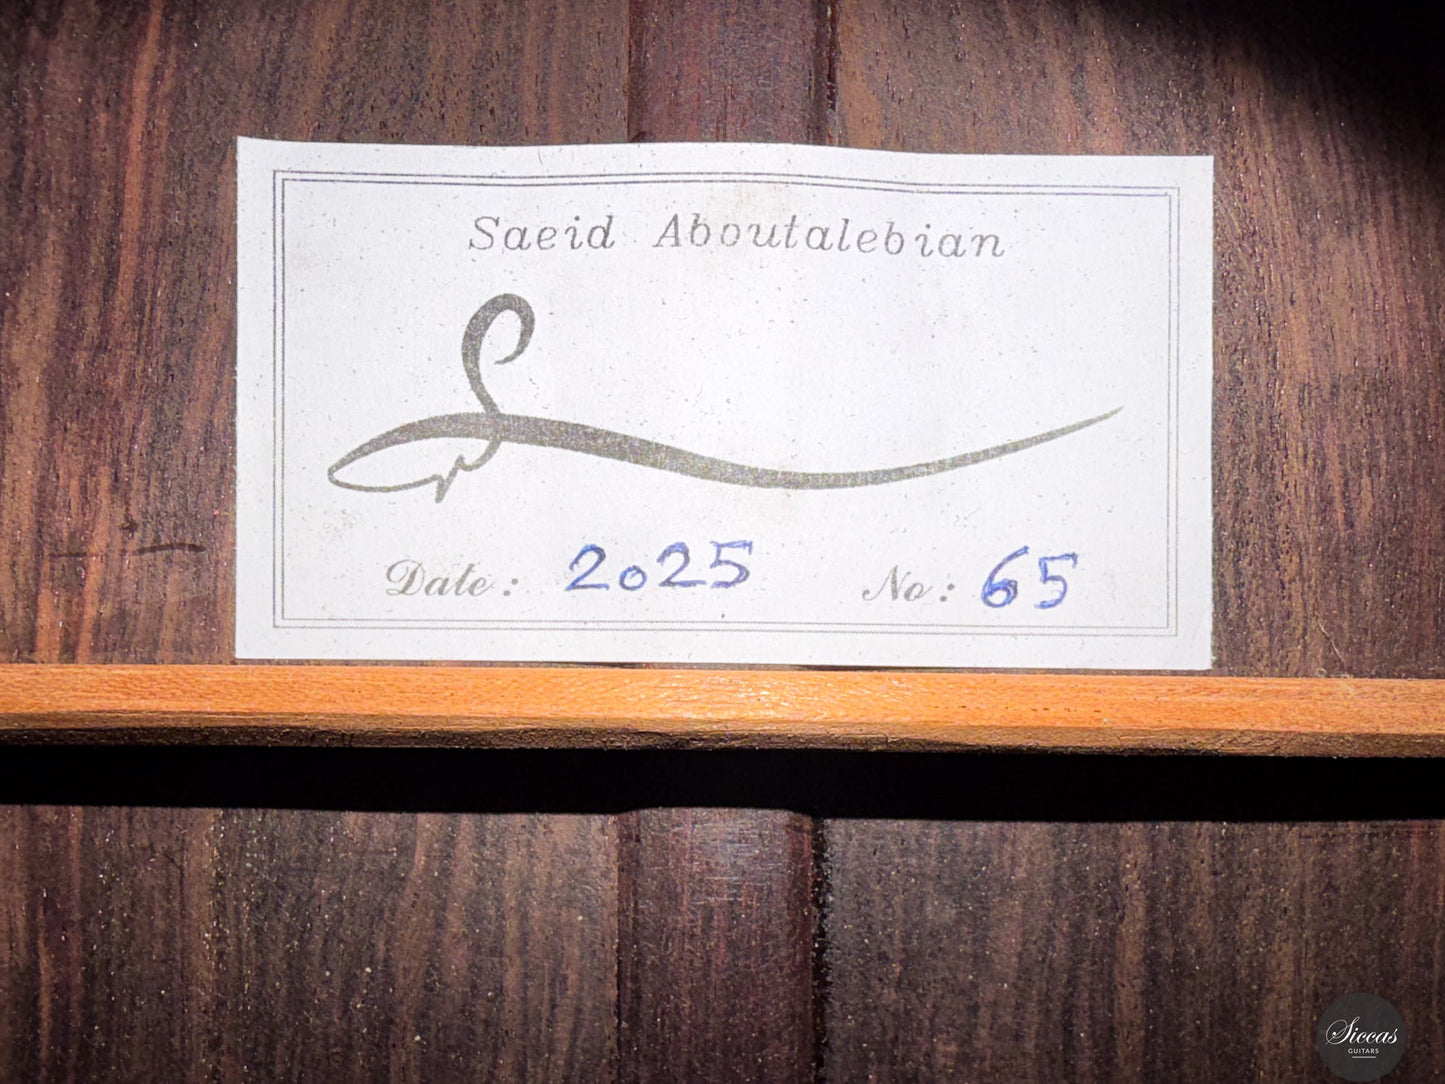 Saeid Aboutalebian
Date: 2025 No: 65
Siccas
GUITARS